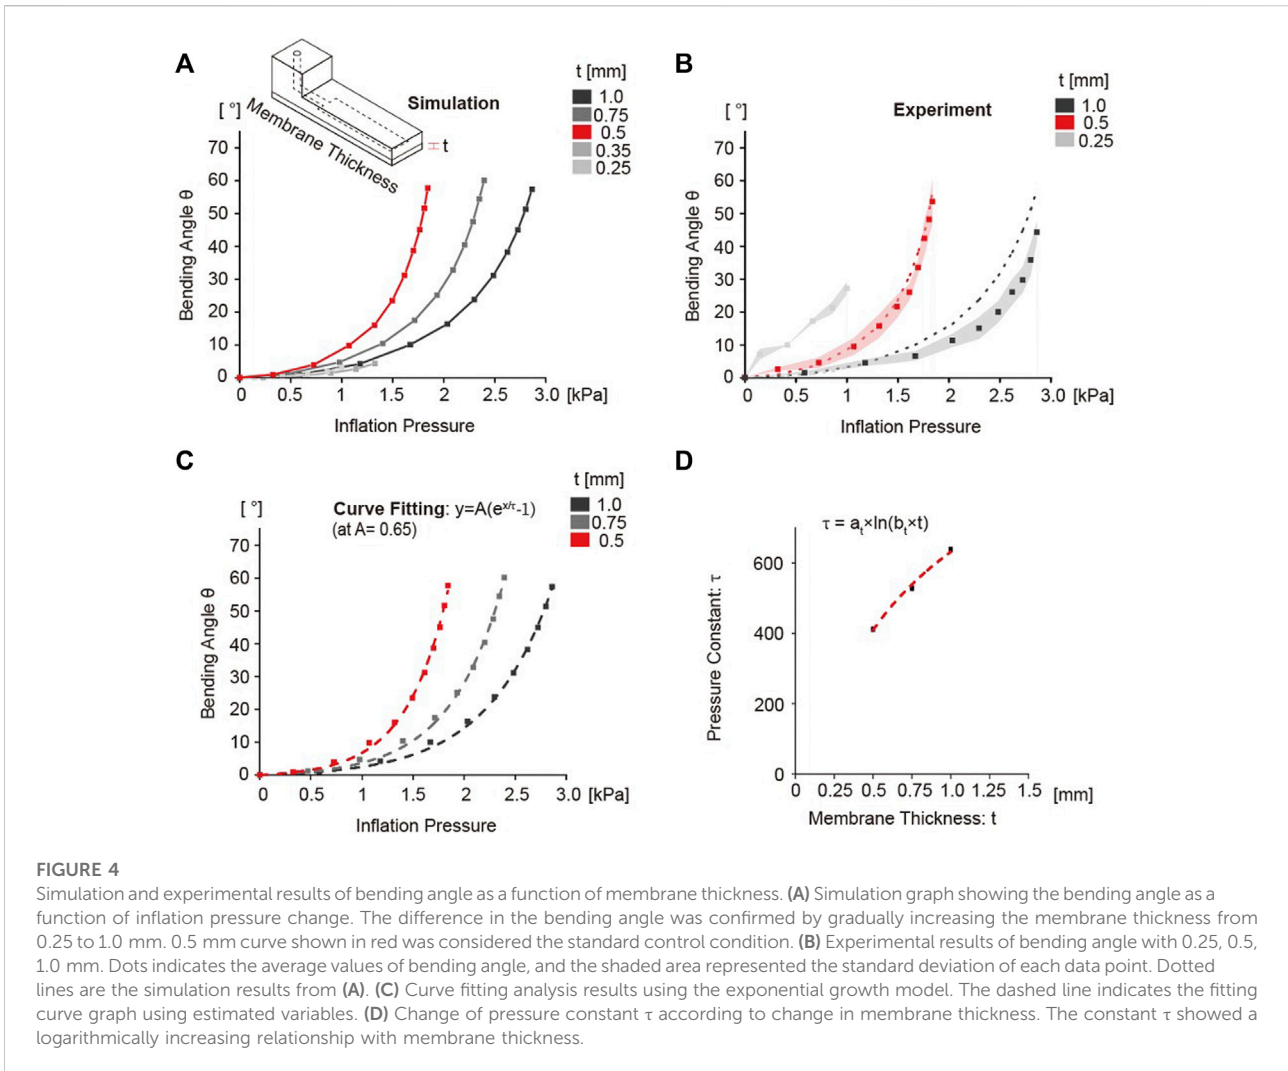 A
Membrane Thickness
t
Simulation
t [mm]
1.0
0.75
0.5
0.35
0.25
[ °]
70
60
50
40
30
20
10
0
Bending Angle θ
0 0.5 1 1.5 2 2.5 3.0 [kPa]
Inflation Pressure
B
Experiment
t [mm]
1.0
0.5
0.25
[ °]
70
60
50
40
30
20
10
0
Bending Angle θ
0 0.5 1 1.5 2 2.5 3.0 [kPa]
Inflation Pressure
C
Curve Fitting: y=A(e^x/τ-1)
(at A= 0.65)
t [mm]
1.0
0.75
0.5
[ °]
70
60
50
40
30
20
10
0
Bending Angle θ
0 0.5 1 1.5 2 2.5 3.0 [kPa]
Inflation Pressure
D
τ = aₜ×ln(bₜ×t)
600
400
200
0
Pressure Constant: τ
0 0.25 0.5 0.75 1.0 1.25 1.5 [mm]
Membrane Thickness: t
FIGURE 4
Simulation and experimental results of bending angle as a function of membrane thickness. (A) Simulation graph showing the bending angle as a
function of inflation pressure change. The difference in the bending angle was confirmed by gradually increasing the membrane thickness from
0.25 to 1.0 mm. 0.5 mm curve shown in red was considered the standard control condition. (B) Experimental results of bending angle with 0.25, 0.5,
1.0 mm. Dots indicates the average values of bending angle, and the shaded area represented the standard deviation of each data point. Dotted
lines are the simulation results from (A). (C) Curve fitting analysis results using the exponential growth model. The dashed line indicates the fitting
curve graph using estimated variables. (D) Change of pressure constant τ according to change in membrane thickness. The constant τ showed a
logarithmically increasing relationship with membrane thickness.